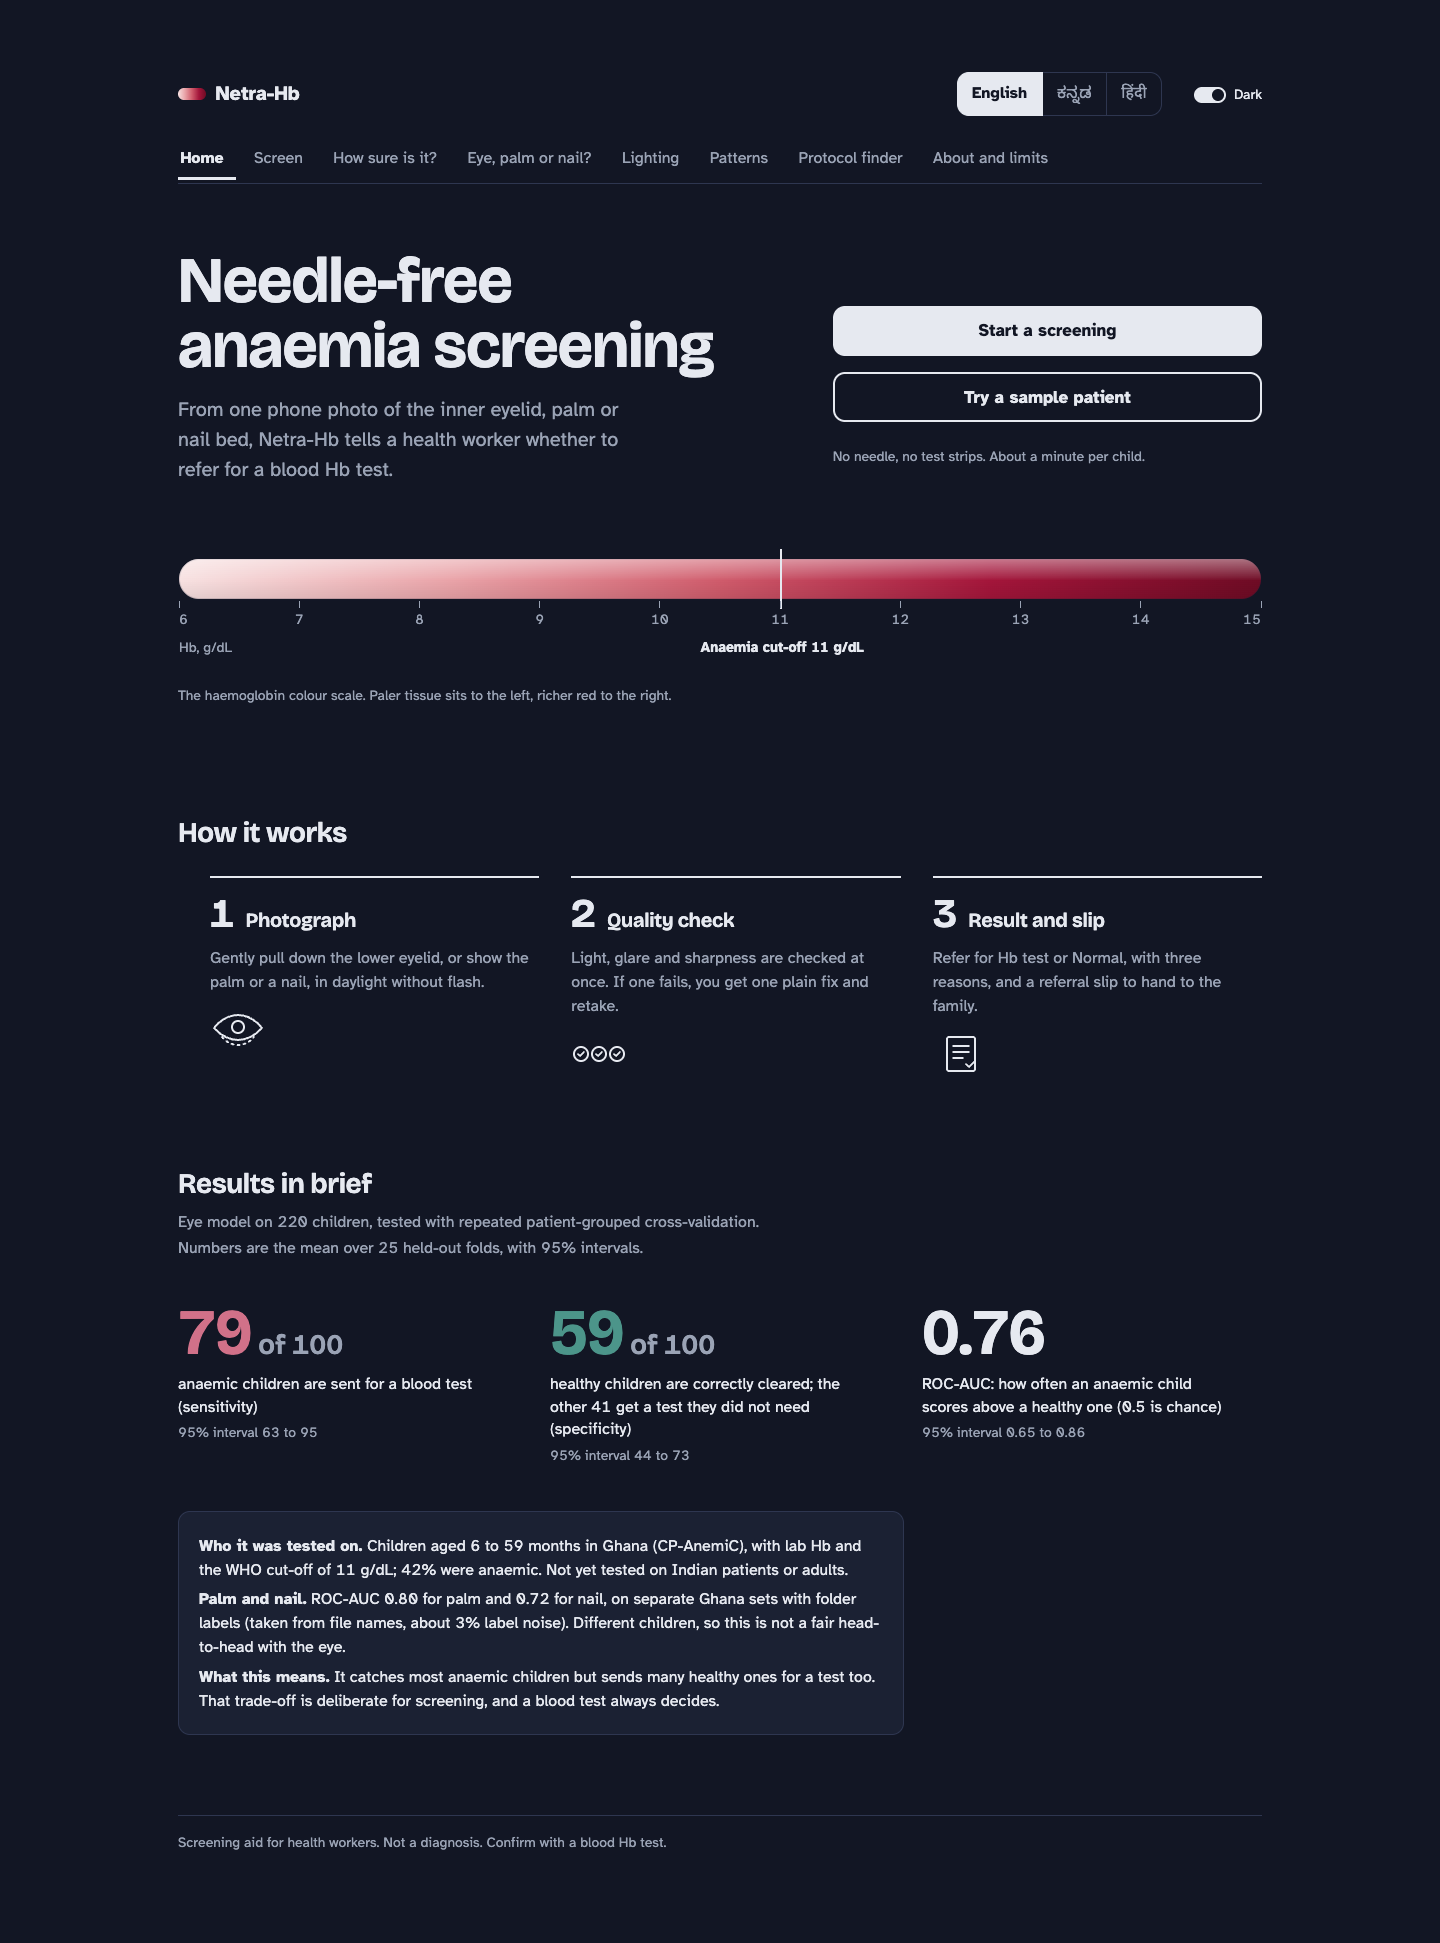 Netra-Hb
English
ಕನ್ನಡ
हिंदी
Dark
Home
Screen
How sure is it?
Eye, palm or nail?
Lighting
Patterns
Protocol finder
About and limits
Needle-free
anaemia screening
From one phone photo of the inner eyelid, palm or
nail bed, Netra-Hb tells a health worker whether to
refer for a blood Hb test.
Start a screening
Try a sample patient
No needle, no test strips. About a minute per child.
6 7 8 9 10 11 12 13 14 15
Hb, g/dL
Anaemia cut-off 11 g/dL
The haemoglobin colour scale. Paler tissue sits to the left, richer red to the right.
How it works
1 Photograph
Gently pull down the lower eyelid, or show the
palm or a nail, in daylight without flash.
2 Quality check
Light, glare and sharpness are checked at
once. If one fails, you get one plain fix and
retake.
3 Result and slip
Refer for Hb test or Normal, with three
reasons, and a referral slip to hand to the
family.
Results in brief
Eye model on 220 children, tested with repeated patient-grouped cross-validation.
Numbers are the mean over 25 held-out folds, with 95% intervals.
79 of 100
anaemic children are sent for a blood test
(sensitivity)
95% interval 63 to 95
59 of 100
healthy children are correctly cleared; the
other 41 get a test they did not need
(specificity)
95% interval 44 to 73
0.76
ROC-AUC: how often an anaemic child
scores above a healthy one (0.5 is chance)
95% interval 0.65 to 0.86
Who it was tested on. Children aged 6 to 59 months in Ghana (CP-AnemiC), with lab Hb and
the WHO cut-off of 11 g/dL; 42% were anaemic. Not yet tested on Indian patients or adults.
Palm and nail. ROC-AUC 0.80 for palm and 0.72 for nail, on separate Ghana sets with folder
labels (taken from file names, about 3% label noise). Different children, so this is not a fair head-
to-head with the eye.
What this means. It catches most anaemic children but sends many healthy ones for a test too.
That trade-off is deliberate for screening, and a blood test always decides.
Screening aid for health workers. Not a diagnosis. Confirm with a blood Hb test.